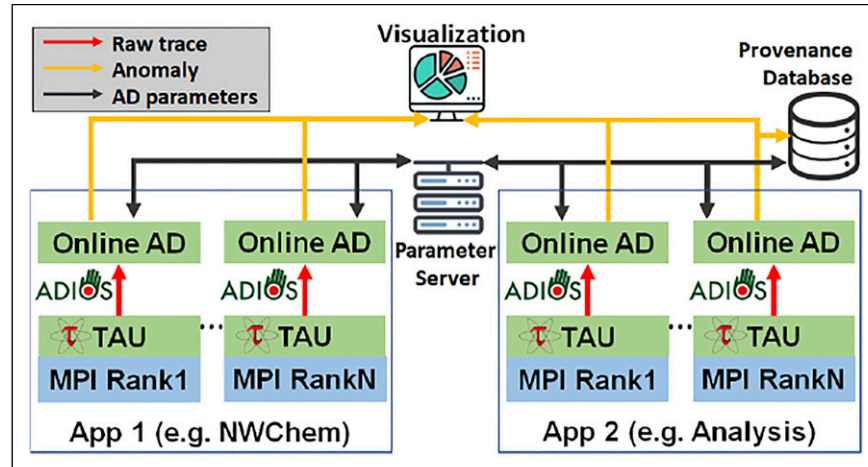 Raw trace
Anomaly
AD parameters
Visualization
Provenance
Database
Parameter
Server
Online AD
Online AD
ADIOS
ADIOS
τ TAU
τ TAU
MPI Rank1
MPI RankN
App 1 (e.g. NWChem)
Online AD
Online AD
ADIOS
ADIOS
τ TAU
τ TAU
MPI Rank1
MPI RankN
App 2 (e.g. Analysis)